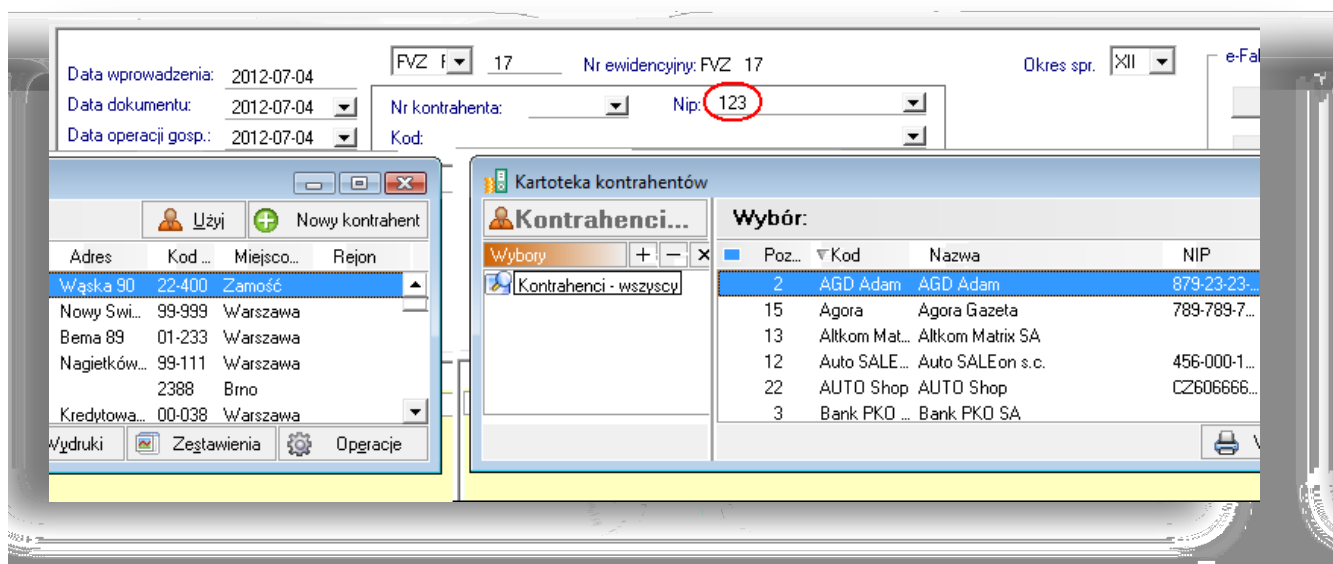 FVZ F 17 Nr ewidencyjny: FVZ 17 Okres spr. XII e-Fa
Data wprowadzenia: 2012-07-04
Data dokumentu: 2012-07-04 Nr kontrahenta: Nip: 123
Data operacji gosp.: 2012-07-04 Kod:
Użyj Nowy kontrahent
Adres Kod ... Miejsco... Rejon
Wąska 90 22-400 Zamość
Nowy Swi... 99-999 Warszawa
Bema 89 01-233 Warszawa
Nagietków... 99-111 Warszawa
2388 Brno
Kredytowa... 00-038 Warszawa
Wydruki Zestawienia Operacje
Kartoteka kontrahentów
Kontrahenci... Wybór:
Wybory
Kontrahenci - wszyscy
Poz... Kod Nazwa NIP
2 AGD Adam AGD Adam 879-23-23-...
15 Agora Agora Gazeta 789-789-7...
13 Altkom Mat... Altkom Matrix SA
12 Auto SALE... Auto SALEon s.c. 456-000-1...
22 AUTO Shop AUTO Shop CZ606666...
3 Bank PKO ... Bank PKO SA